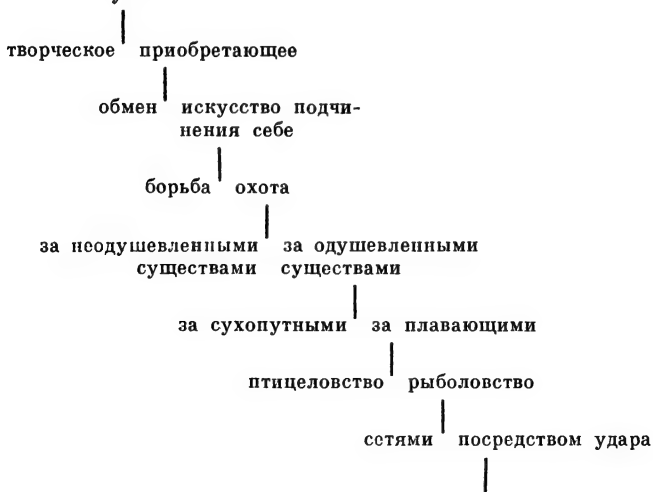 творческое приобретающее
обмен искусство подчи-
нения себе
борьба охота
за неодушевленными за одушевленными
существами существами
за сухопутными за плавающими
птицеловство рыболовство
сетями посредством удара